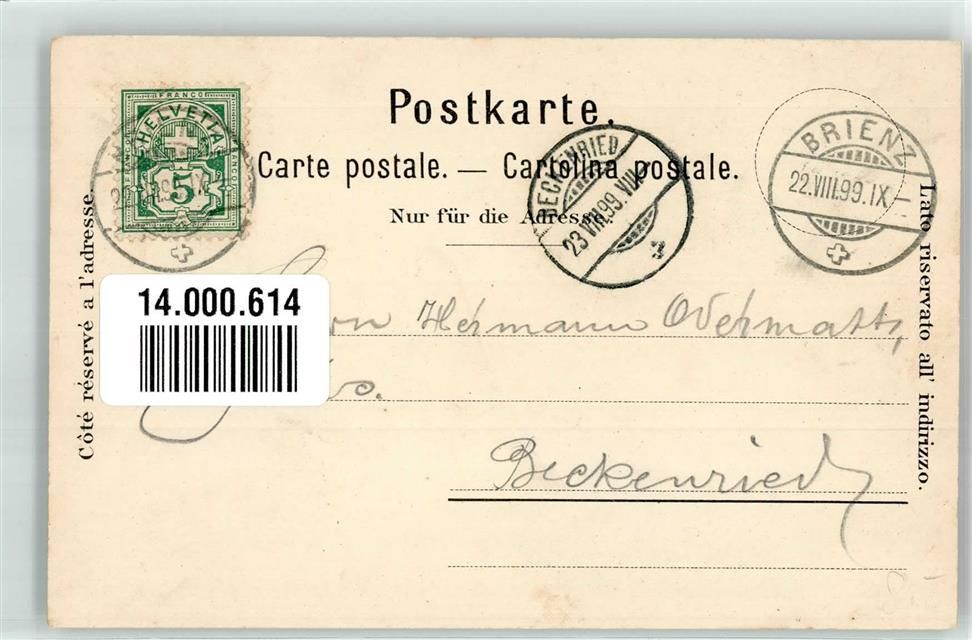 Postkarte.
Carte postale. — Cartolina postale.
Nur für die Adresse.
FRANCO
HELVETIA
5
BECKENRIED
23.VIII.99.VIII
BRIENZ
22.VIII.99.IX –
Côté réservé a l'adresse.
Lato riservato all' indirizzo.
14.000.614
Hermann Odermatt,
Beckenried